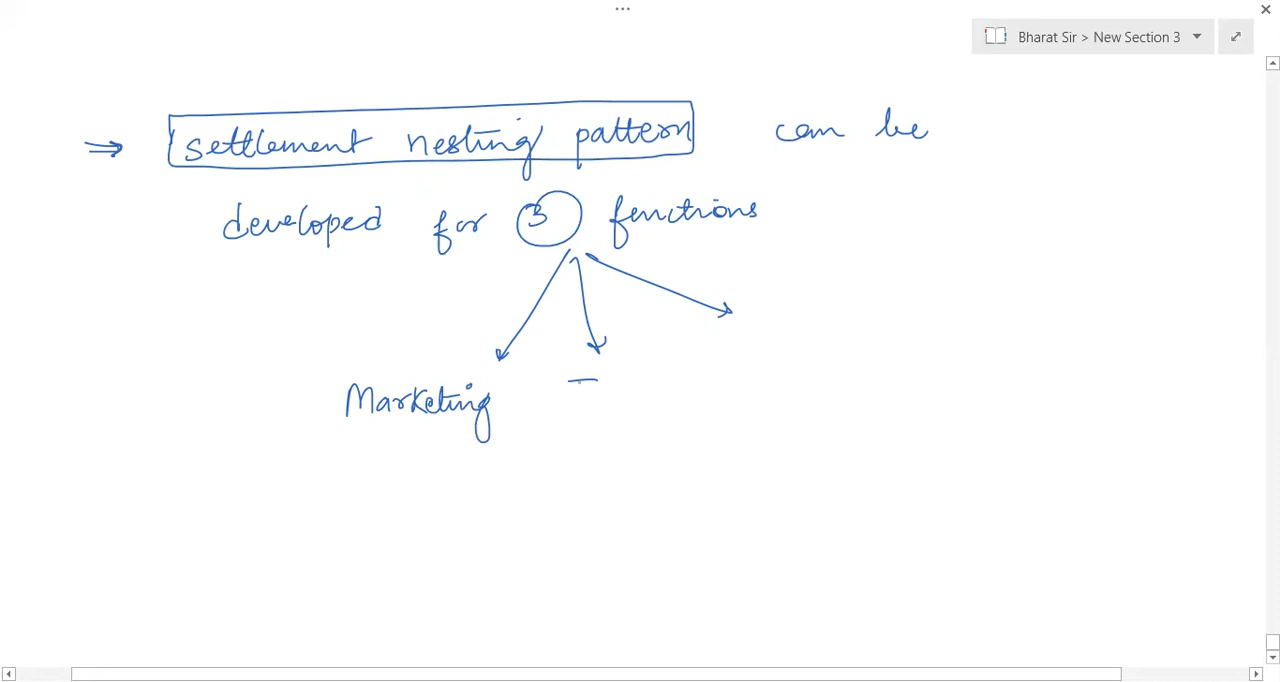 Bharat Sir > New Section 3
⇒ settlement nesting pattern can be
developed for 3 functions
Marketing